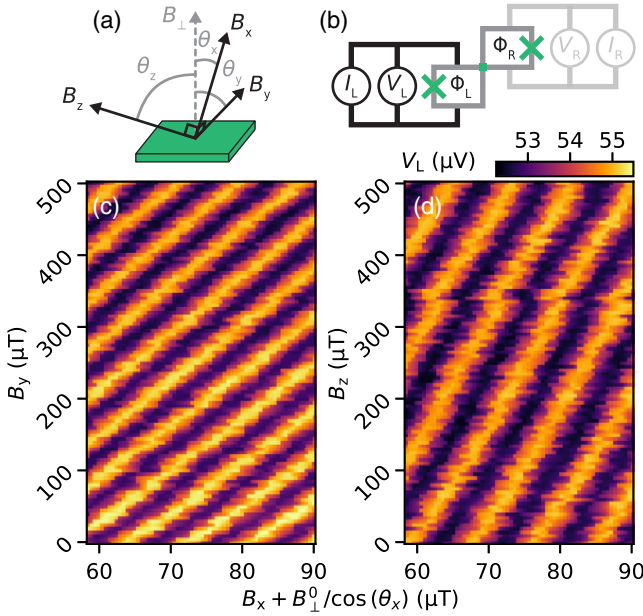 (a)
B⊥
θx
Bx
θz
θy
Bz
By
(b)
IL
VL
ΦL
ΦR
VR
IR
VL (μV)
53 54 55
(c)
500
400
300
200
100
0
By (μT)
60 70 80 90
(d)
500
400
300
200
100
0
Bz (μT)
60 70 80 90
Bx + B⊥⁰/cos (θx) (μT)